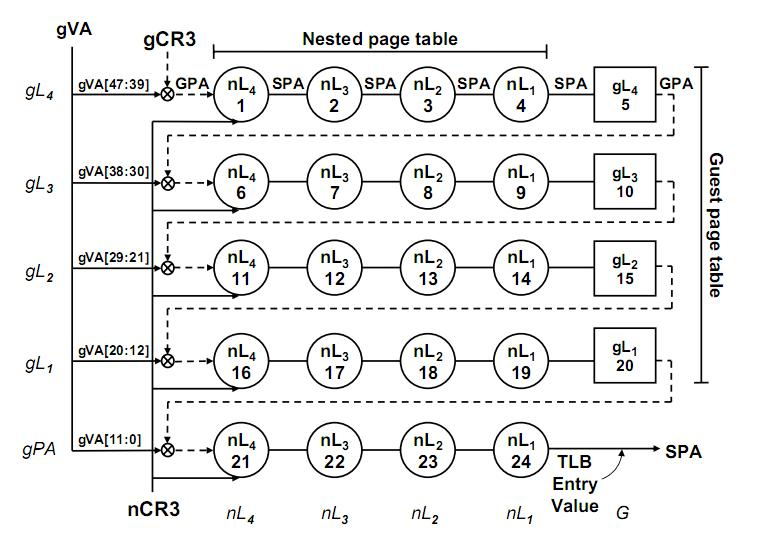 gVA
gCR3
Nested page table
gL4 gVA[47:39] GPA nL4 1 SPA nL3 2 SPA nL2 3 SPA nL1 4 SPA gL4 5 GPA
gL3 gVA[38:30] nL4 6 nL3 7 nL2 8 nL1 9 gL3 10
Guest page table
gL2 gVA[29:21] nL4 11 nL3 12 nL2 13 nL1 14 gL2 15
gL1 gVA[20:12] nL4 16 nL3 17 nL2 18 nL1 19 gL1 20
gPA gVA[11:0] nL4 21 nL3 22 nL2 23 nL1 24 SPA
TLB
Entry
Value
nCR3
nL4 nL3 nL2 nL1 G